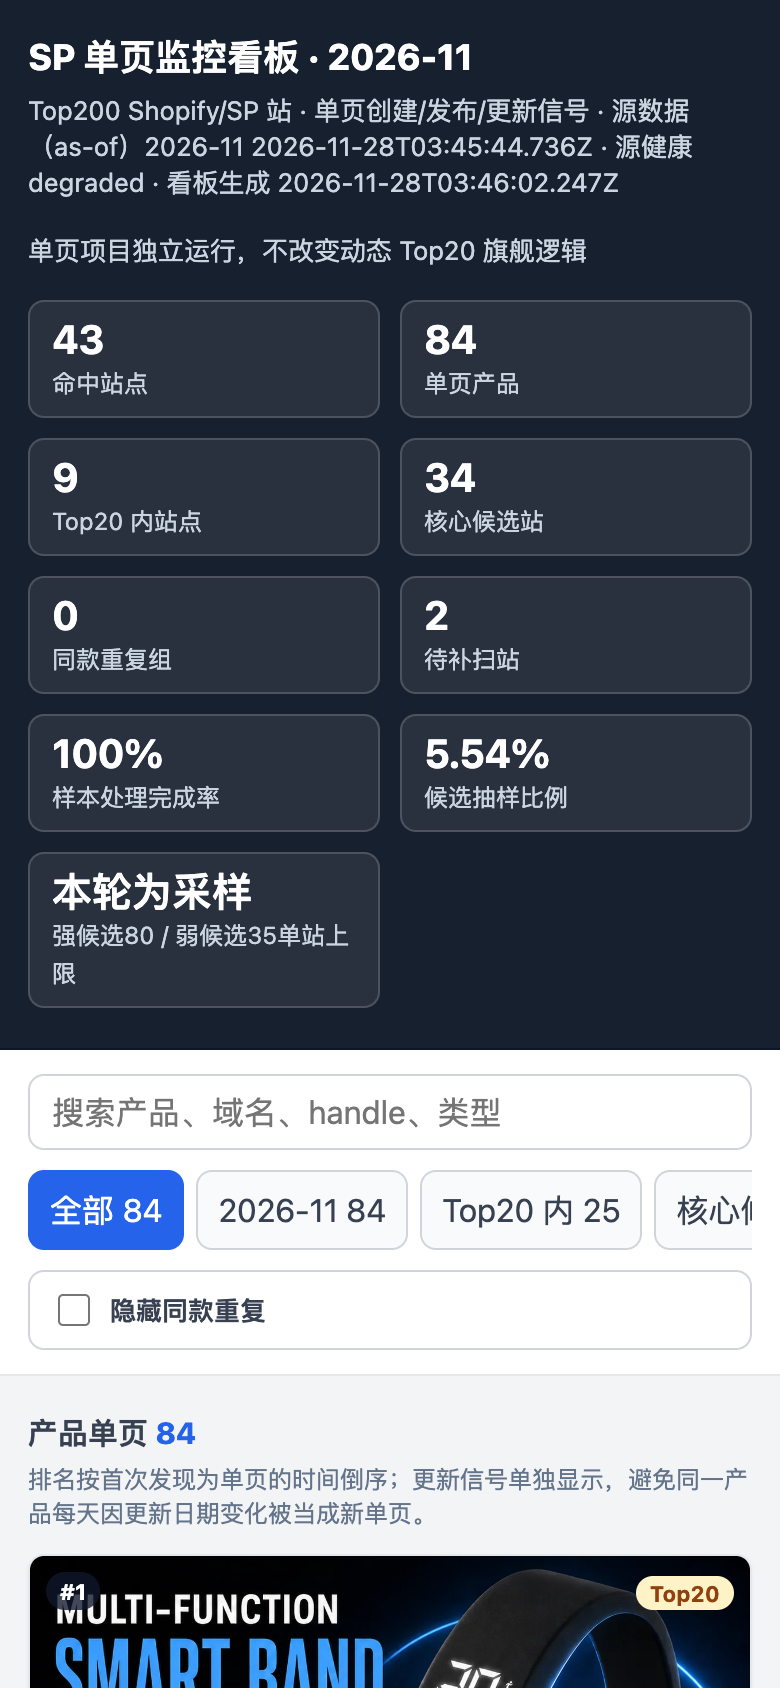 SP 单页监控看板 · 2026-11
Top200 Shopify/SP 站 · 单页创建/发布/更新信号 · 源数据
（as-of）2026-11 2026-11-28T03:45:44.736Z · 源健康
degraded · 看板生成 2026-11-28T03:46:02.247Z
单页项目独立运行，不改变动态 Top20 旗舰逻辑
43
命中站点
84
单页产品
9
Top20 内站点
34
核心候选站
0
同款重复组
2
待补扫站
100%
样本处理完成率
5.54%
候选抽样比例
本轮为采样
强候选80 / 弱候选35单站上
限
搜索产品、域名、handle、类型
全部 84
2026-11 84
Top20 内 25
核心
隐藏同款重复
产品单页 84
排名按首次发现为单页的时间倒序；更新信号单独显示，避免同一产
品每天因更新日期变化被当成新单页。
#1
Top20
MULTI-FUNCTION
SMART BAND